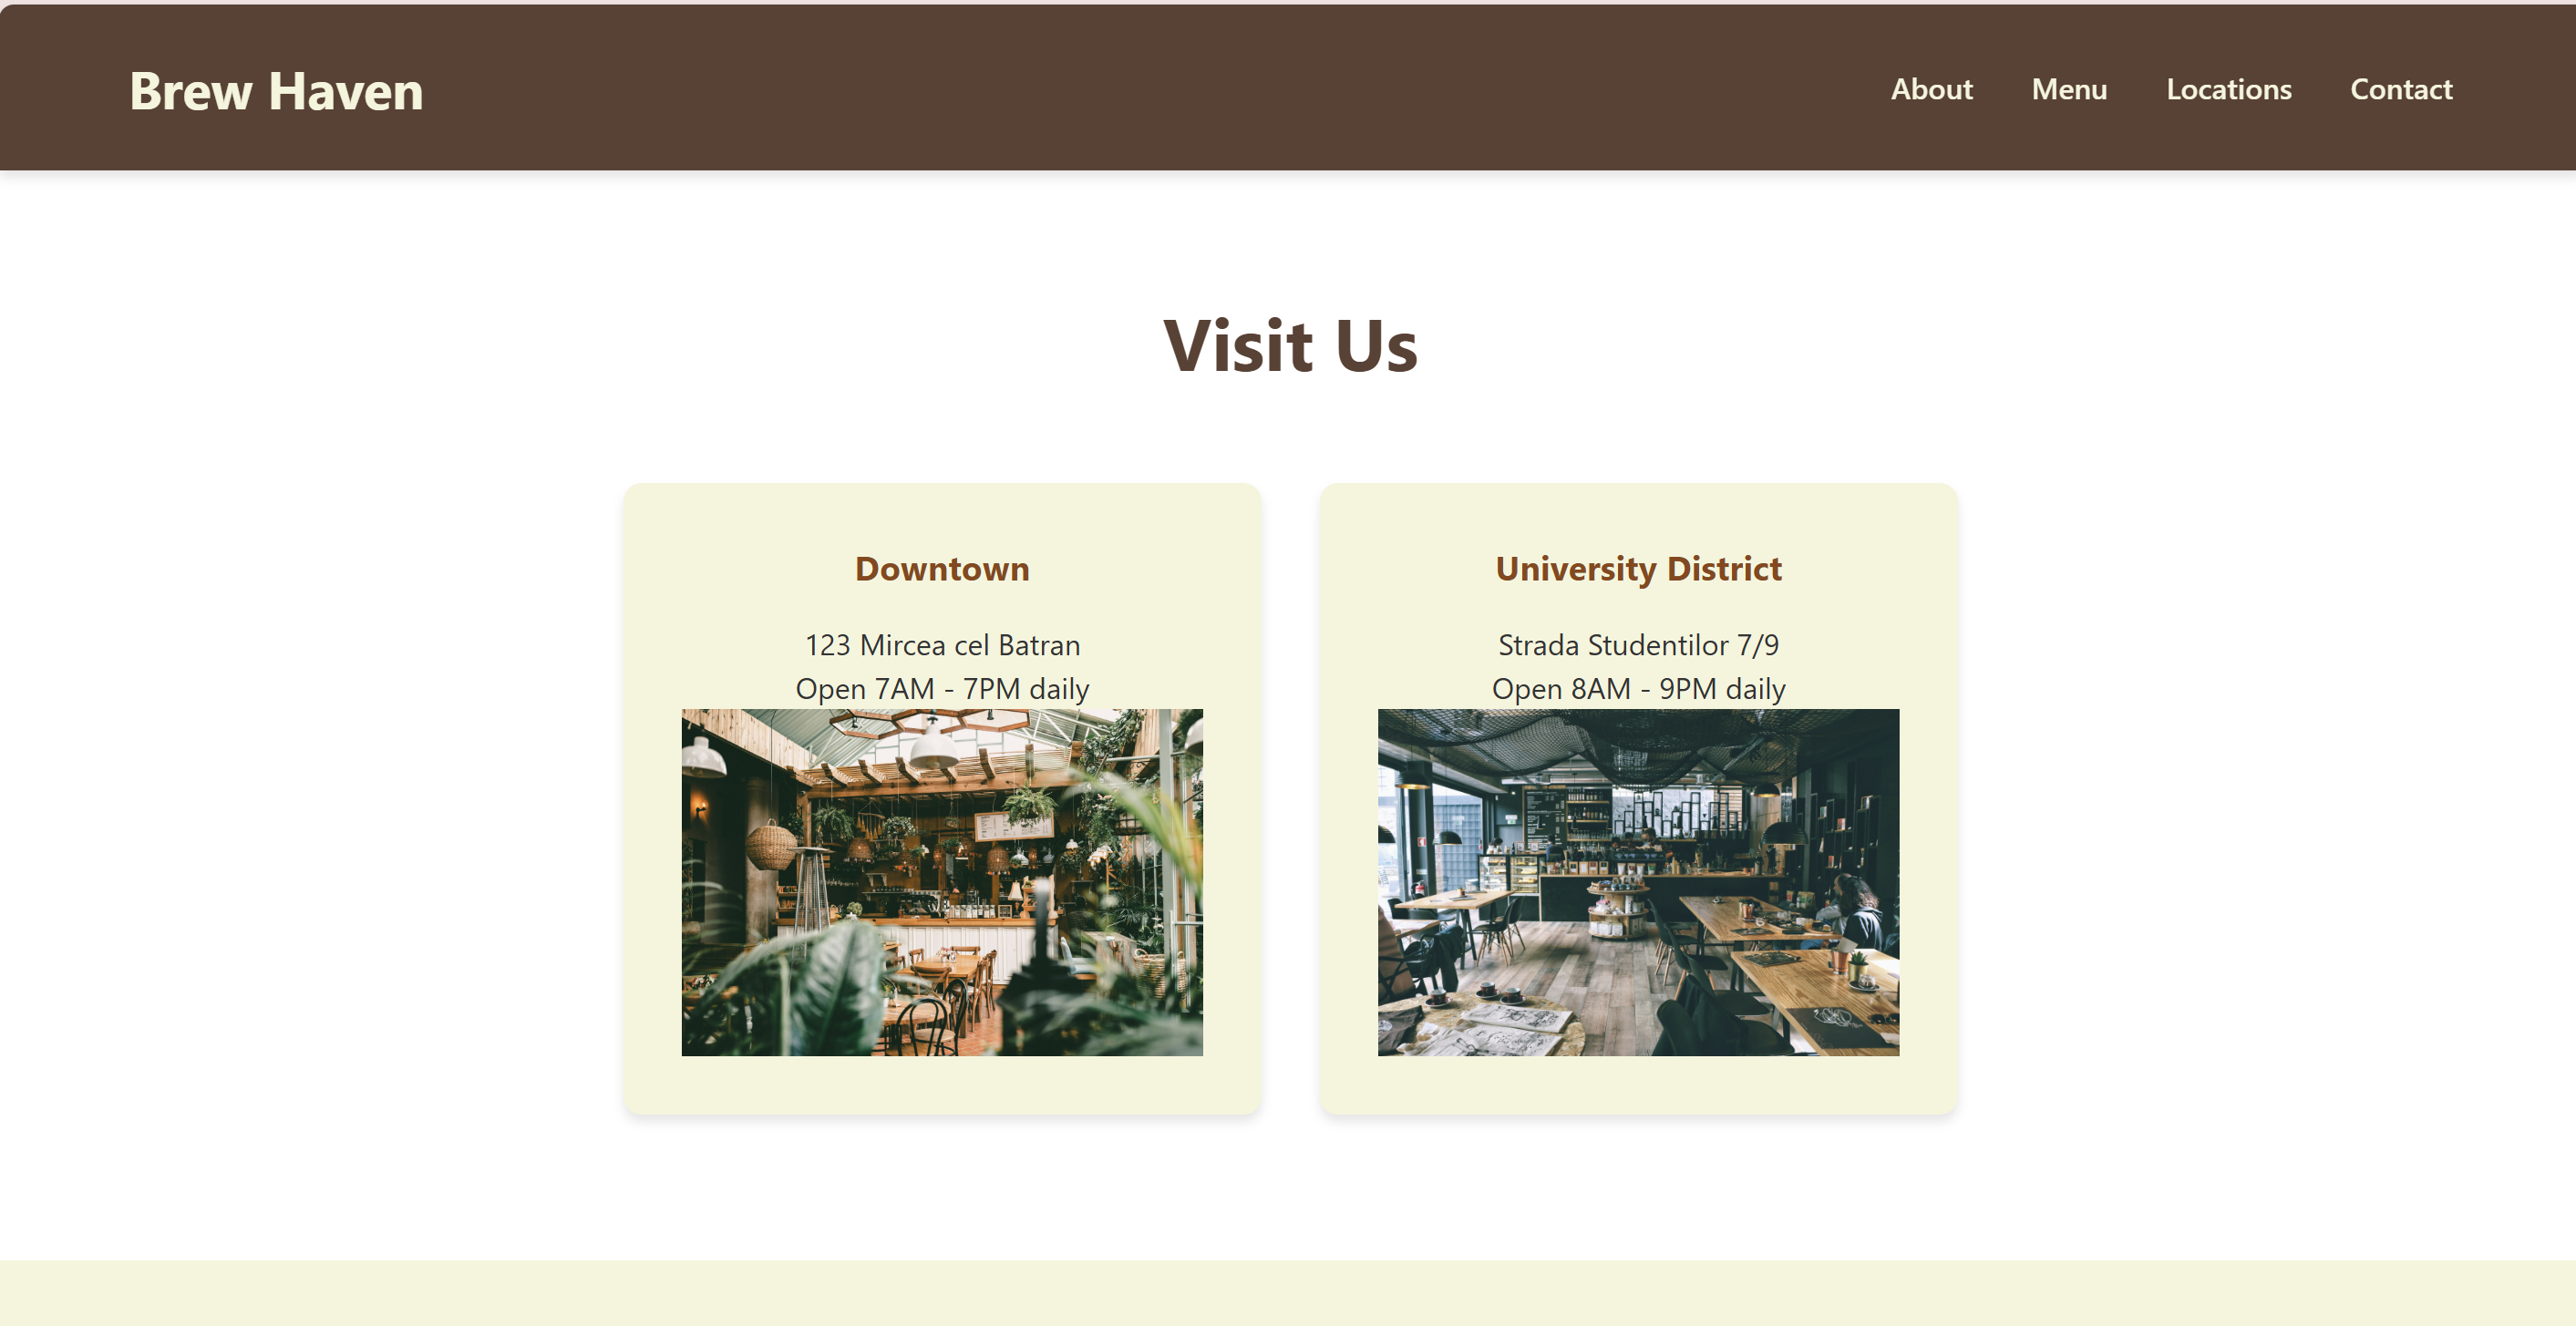 Brew Haven
About Menu Locations Contact
Visit Us
Downtown
123 Mircea cel Batran
Open 7AM - 7PM daily
University District
Strada Studentilor 7/9
Open 8AM - 9PM daily